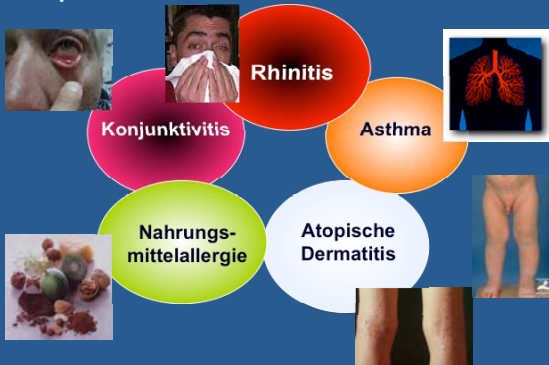 Rhinitis
Konjunktivitis
Asthma
Nahrungs-
mittelallergie
Atopische
Dermatitis